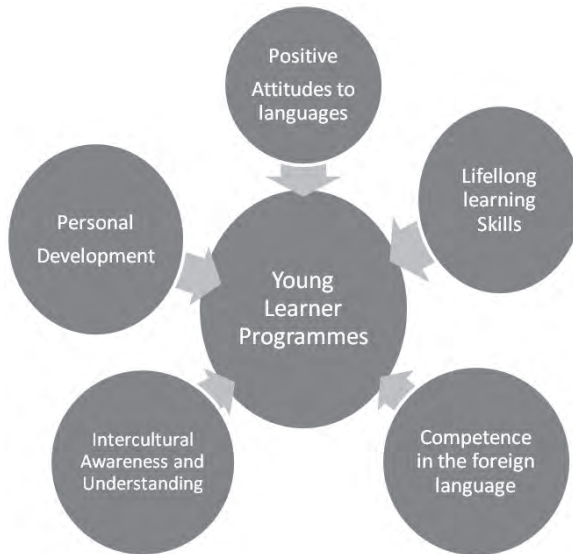 Positive
Attitudes to
languages
Lifellong
learning
Skills
Personal
Development
Young
Learner
Programmes
Intercultural
Awareness and
Understanding
Competence
in the foreign
language